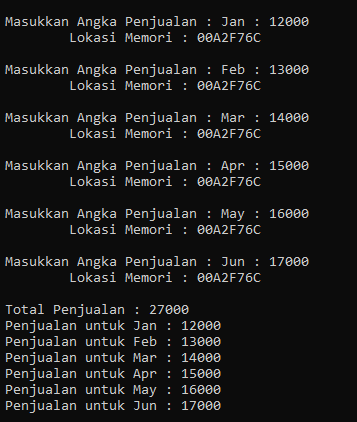 Masukkan Angka Penjualan : Jan : 12000
Lokasi Memori : 00A2F76C
Masukkan Angka Penjualan : Feb : 13000
Lokasi Memori : 00A2F76C
Masukkan Angka Penjualan : Mar : 14000
Lokasi Memori : 00A2F76C
Masukkan Angka Penjualan : Apr : 15000
Lokasi Memori : 00A2F76C
Masukkan Angka Penjualan : May : 16000
Lokasi Memori : 00A2F76C
Masukkan Angka Penjualan : Jun : 17000
Lokasi Memori : 00A2F76C
Total Penjualan : 27000
Penjualan untuk Jan : 12000
Penjualan untuk Feb : 13000
Penjualan untuk Mar : 14000
Penjualan untuk Apr : 15000
Penjualan untuk May : 16000
Penjualan untuk Jun : 17000